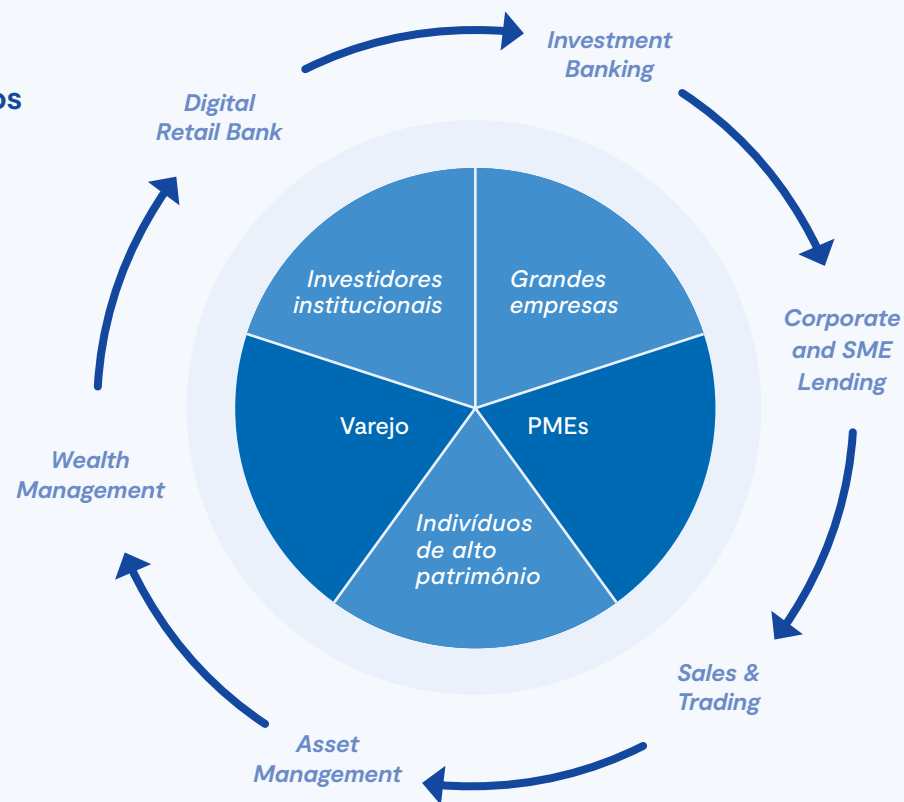 os
Investment
Banking
Digital
Retail Bank
Investidores
institucionais
Grandes
empresas
Corporate
and SME
Lending
Varejo
PMEs
Wealth
Management
Indivíduos
de alto
patrimônio
Sales &
Trading
Asset
Management